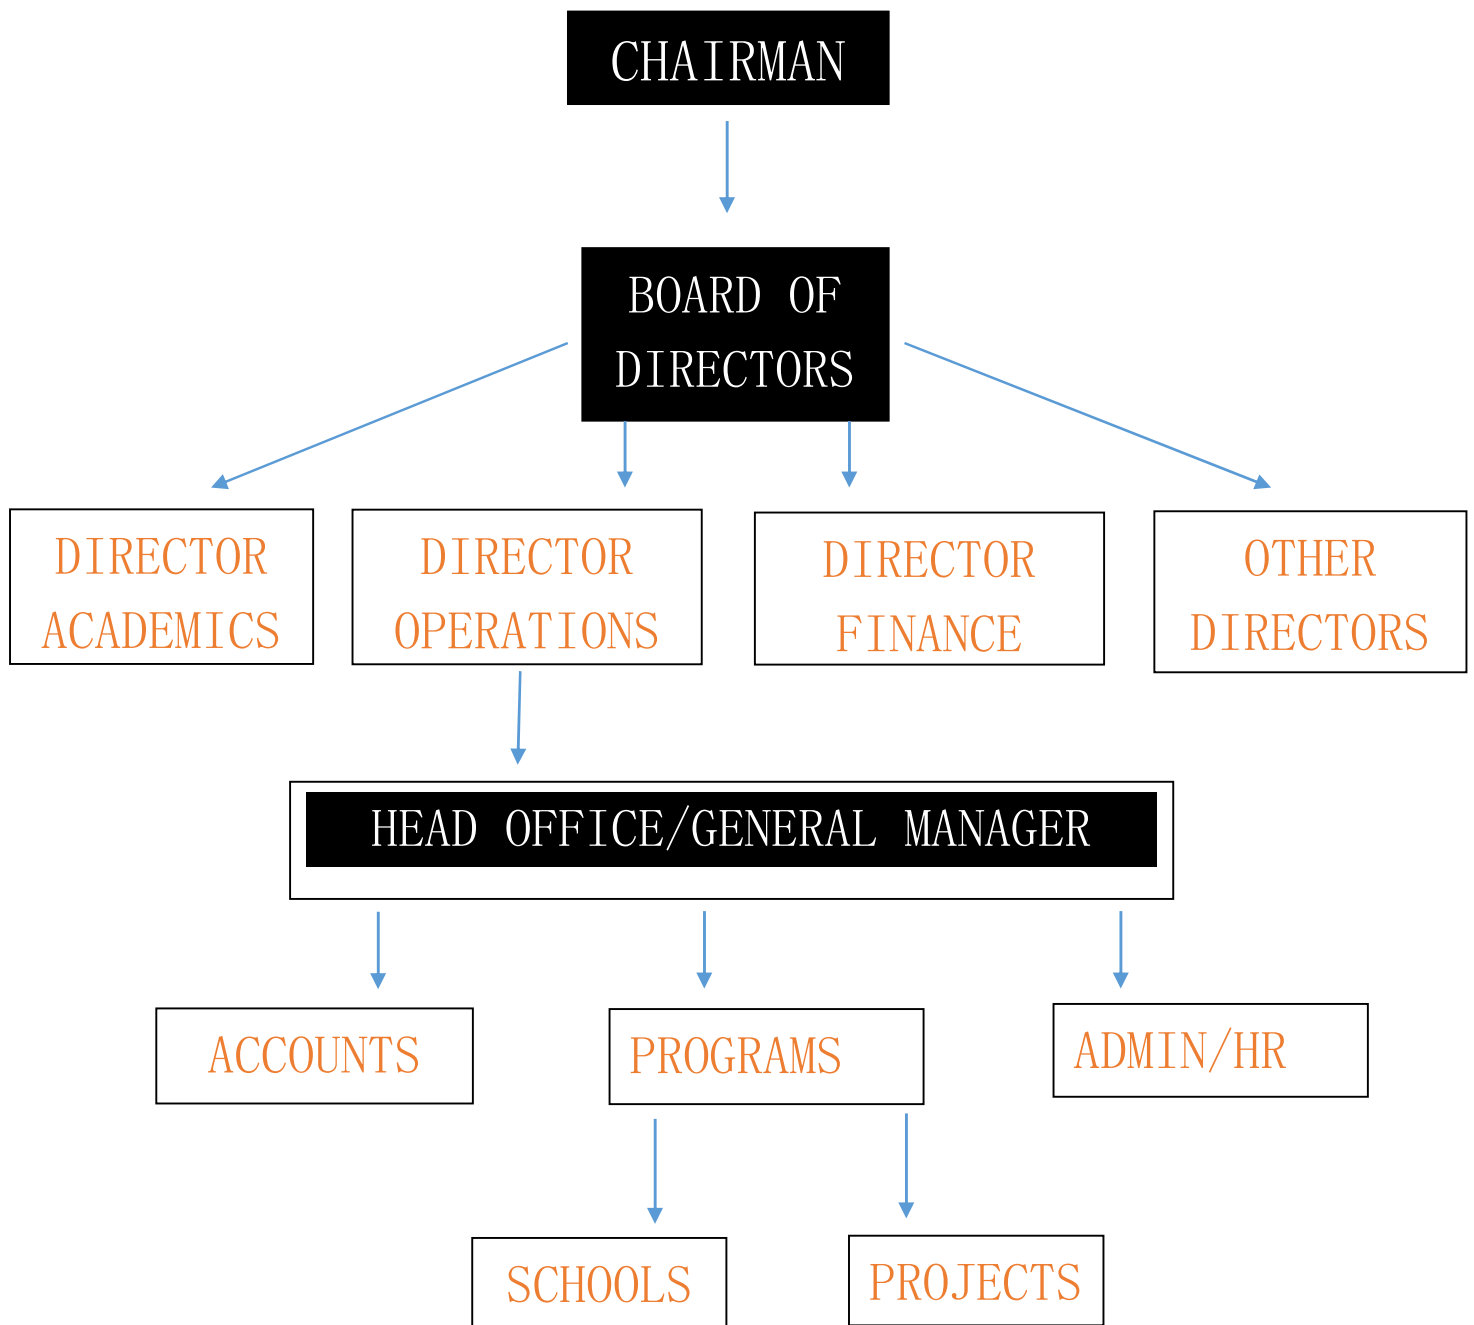 CHAIRMAN
BOARD OF
DIRECTORS
DIRECTOR
ACADEMICS
DIRECTOR
OPERATIONS
DIRECTOR
FINANCE
OTHER
DIRECTORS
HEAD OFFICE/GENERAL MANAGER
ACCOUNTS
PROGRAMS
ADMIN/HR
SCHOOLS
PROJECTS